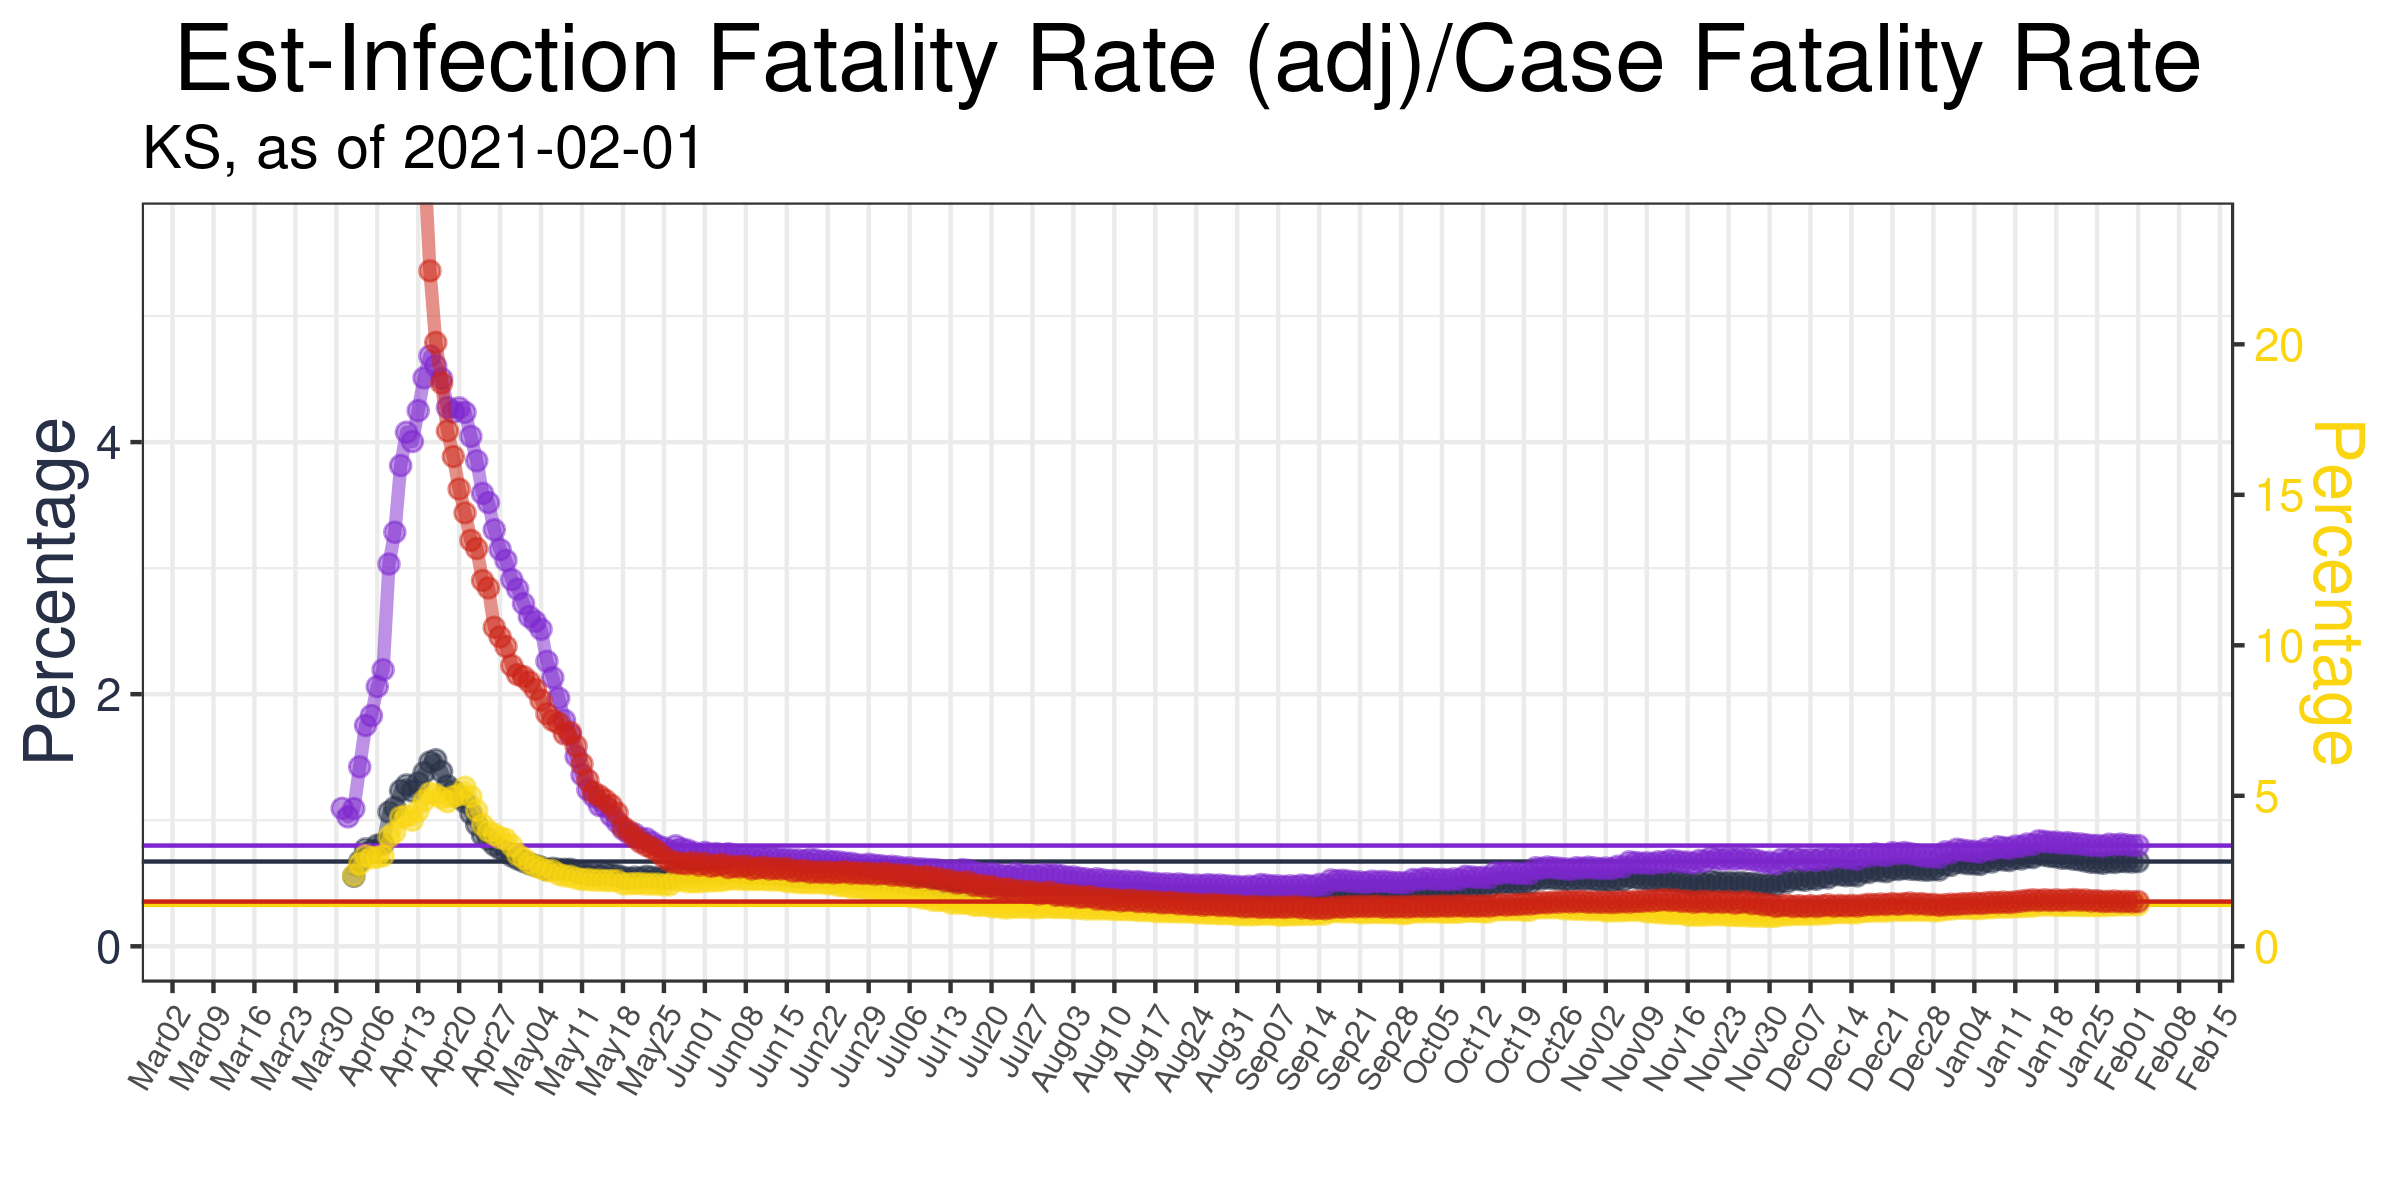 Est-Infection Fatality Rate (adj)/Case Fatality Rate
KS, as of 2021-02-01
Percentage
4
2
0
20
15
10
5
0
Percentage
Mar02
Mar09
Mar16
Mar23
Mar30
Apr06
Apr13
Apr20
Apr27
May04
May11
May18
May25
Jun01
Jun08
Jun15
Jun22
Jun29
Jul06
Jul13
Jul20
Jul27
Aug03
Aug10
Aug17
Aug24
Aug31
Sep07
Sep14
Sep21
Sep28
Oct05
Oct12
Oct19
Oct26
Nov02
Nov09
Nov16
Nov23
Nov30
Dec07
Dec14
Dec21
Dec28
Jan04
Jan11
Jan18
Jan25
Feb01
Feb08
Feb15